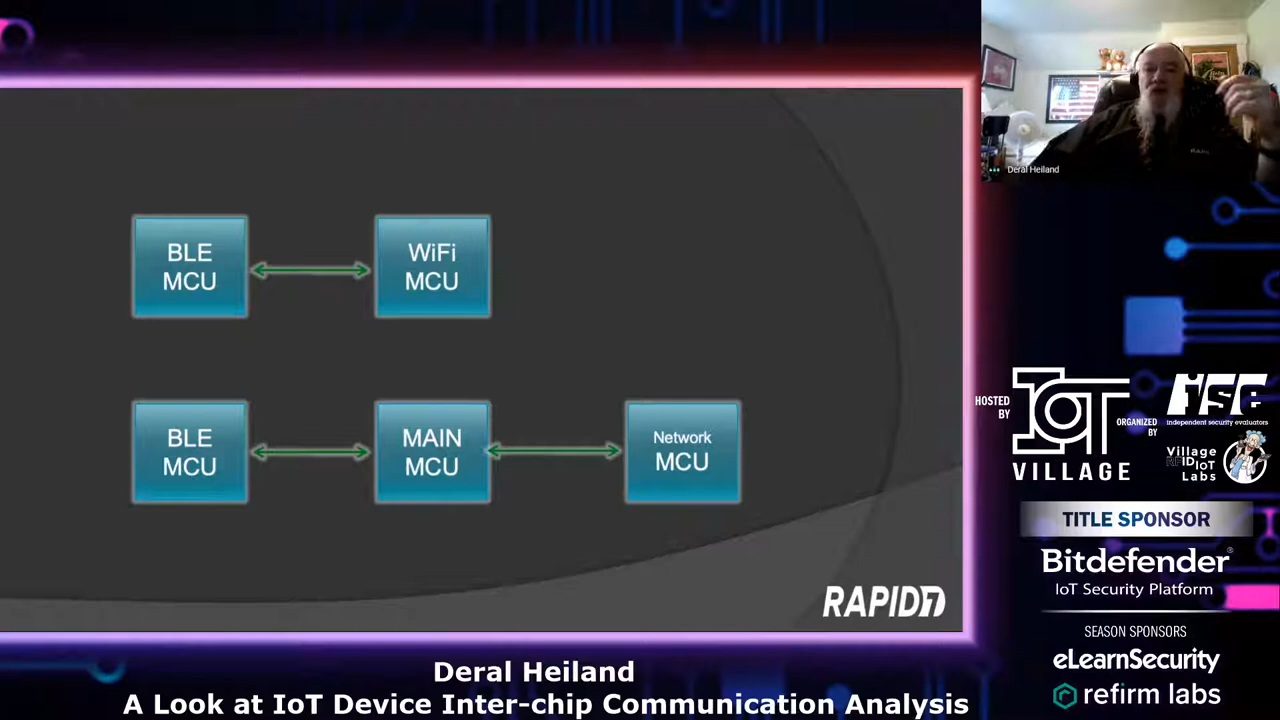 BLE
MCU
WiFi
MCU
BLE
MCU
MAIN
MCU
Network
MCU
RAPID7
Deral Heiland
HOSTED
BY
IOT
VILLAGE
ORGANIZED
BY
ISE
independent security evaluators
Village
RFIDIoT
Labs
TITLE SPONSOR
Bitdefender®
IoT Security Platform
SEASON SPONSORS
eLearnSecurity
refirm labs
Deral Heiland
A Look at IoT Device Inter-chip Communication Analysis